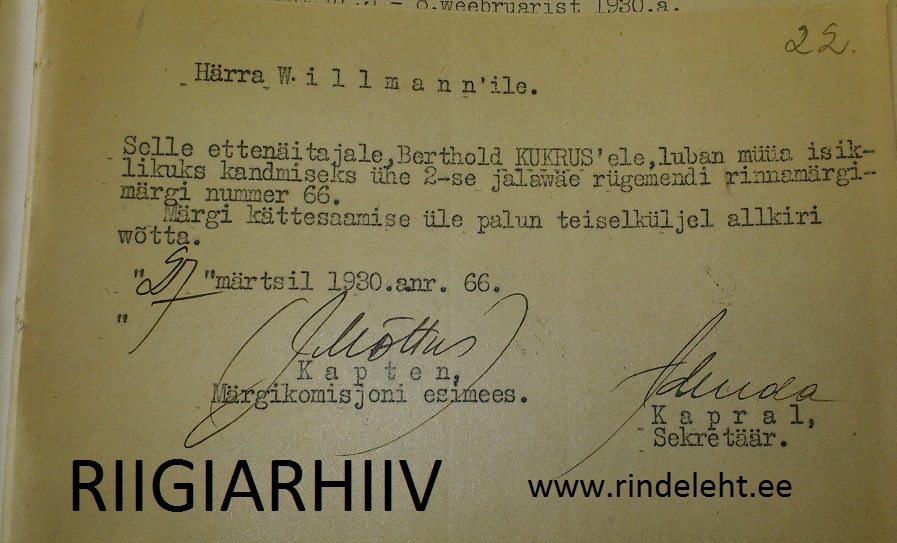 - 8.weebruarist 1930.a.
22.
Härra W i l l m a n n'ile.
Selle ettenäitajale,Berthold KUKRUS'ele,luban müüa isik-
likuks kandmiseks ühe 2-se jalawäe rügemendi rinnamärgi-
märgi nummer 66.
Märgi kättesaamise üle palun teiselküljel allkiri
wõtta.
"27"märtsil 1930.anr. 66.
"
Mõttus
K a p t e n,
Märgikomisjoni esimees.
K a p r a l,
Sekretäär.
RIIGIARHIIV
www.rindeleht.ee